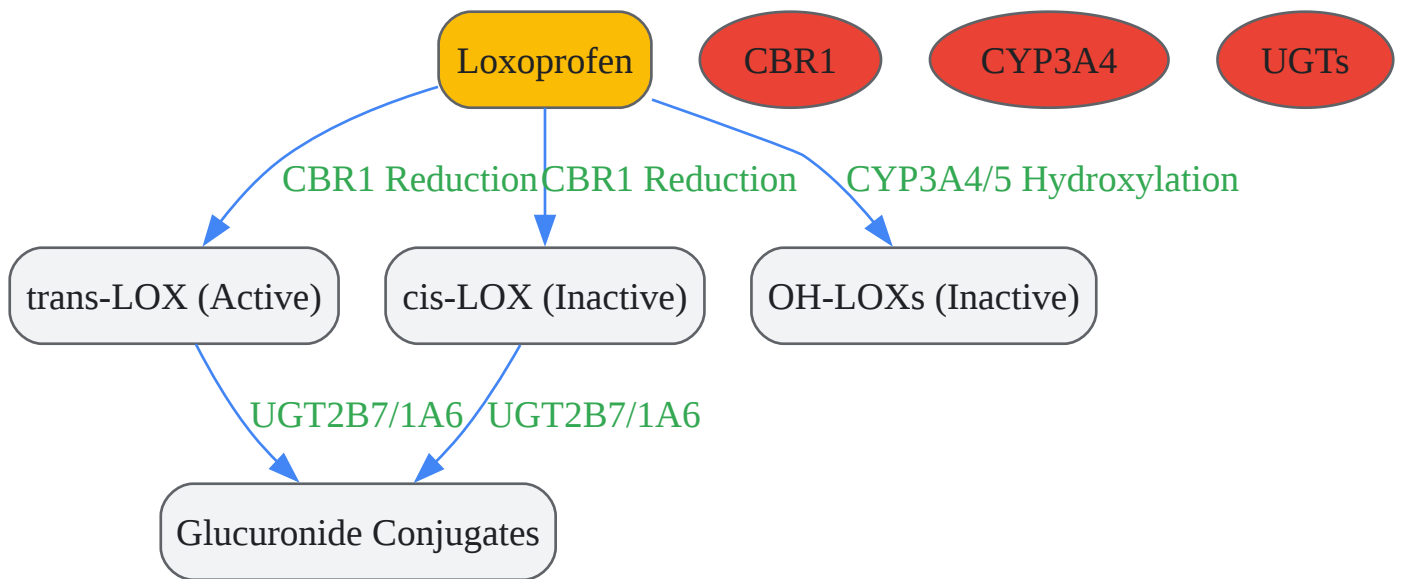 Loxoprofen
CBR1
CYP3A4
UGTs
CBR1 Reduction
CBR1 Reduction
CYP3A4/5 Hydroxylation
trans-LOX (Active)
cis-LOX (Inactive)
OH-LOXs (Inactive)
UGT2B7/1A6
UGT2B7/1A6
Glucuronide Conjugates